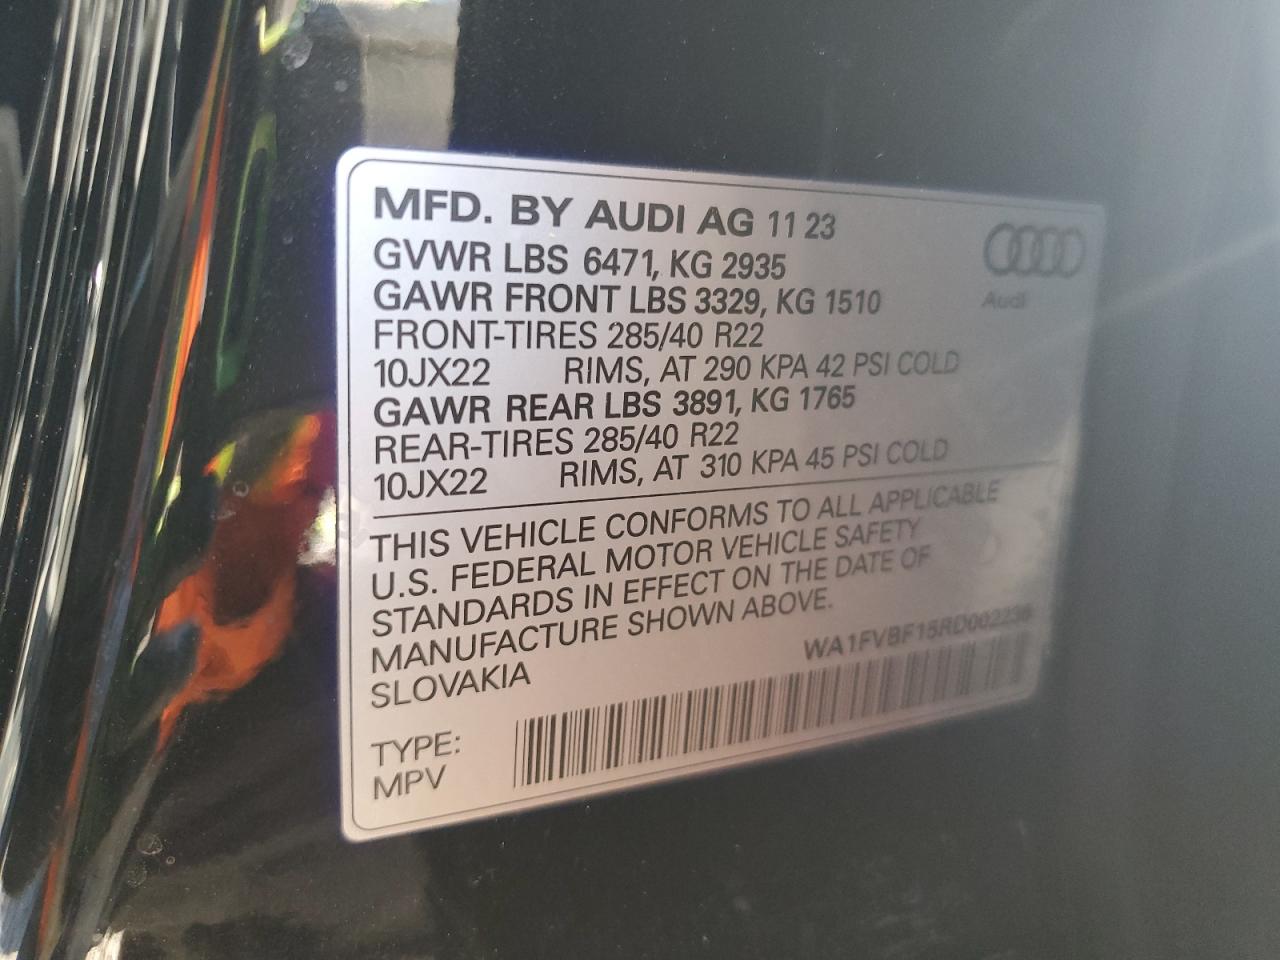 MFD. BY AUDI AG 11 23
GVWR LBS 6471, KG 2935
GAWR FRONT LBS 3329, KG 1510
Audi
FRONT-TIRES 285/40 R22
10JX22 RIMS, AT 290 KPA 42 PSI COLD
GAWR REAR LBS 3891, KG 1765
REAR-TIRES 285/40 R22
10JX22 RIMS, AT 310 KPA 45 PSI COLD
THIS VEHICLE CONFORMS TO ALL APPLICABLE
U.S. FEDERAL MOTOR VEHICLE SAFETY
STANDARDS IN EFFECT ON THE DATE OF
MANUFACTURE SHOWN ABOVE.
SLOVAKIA
WA1FVBF15RD002236
TYPE:
MPV